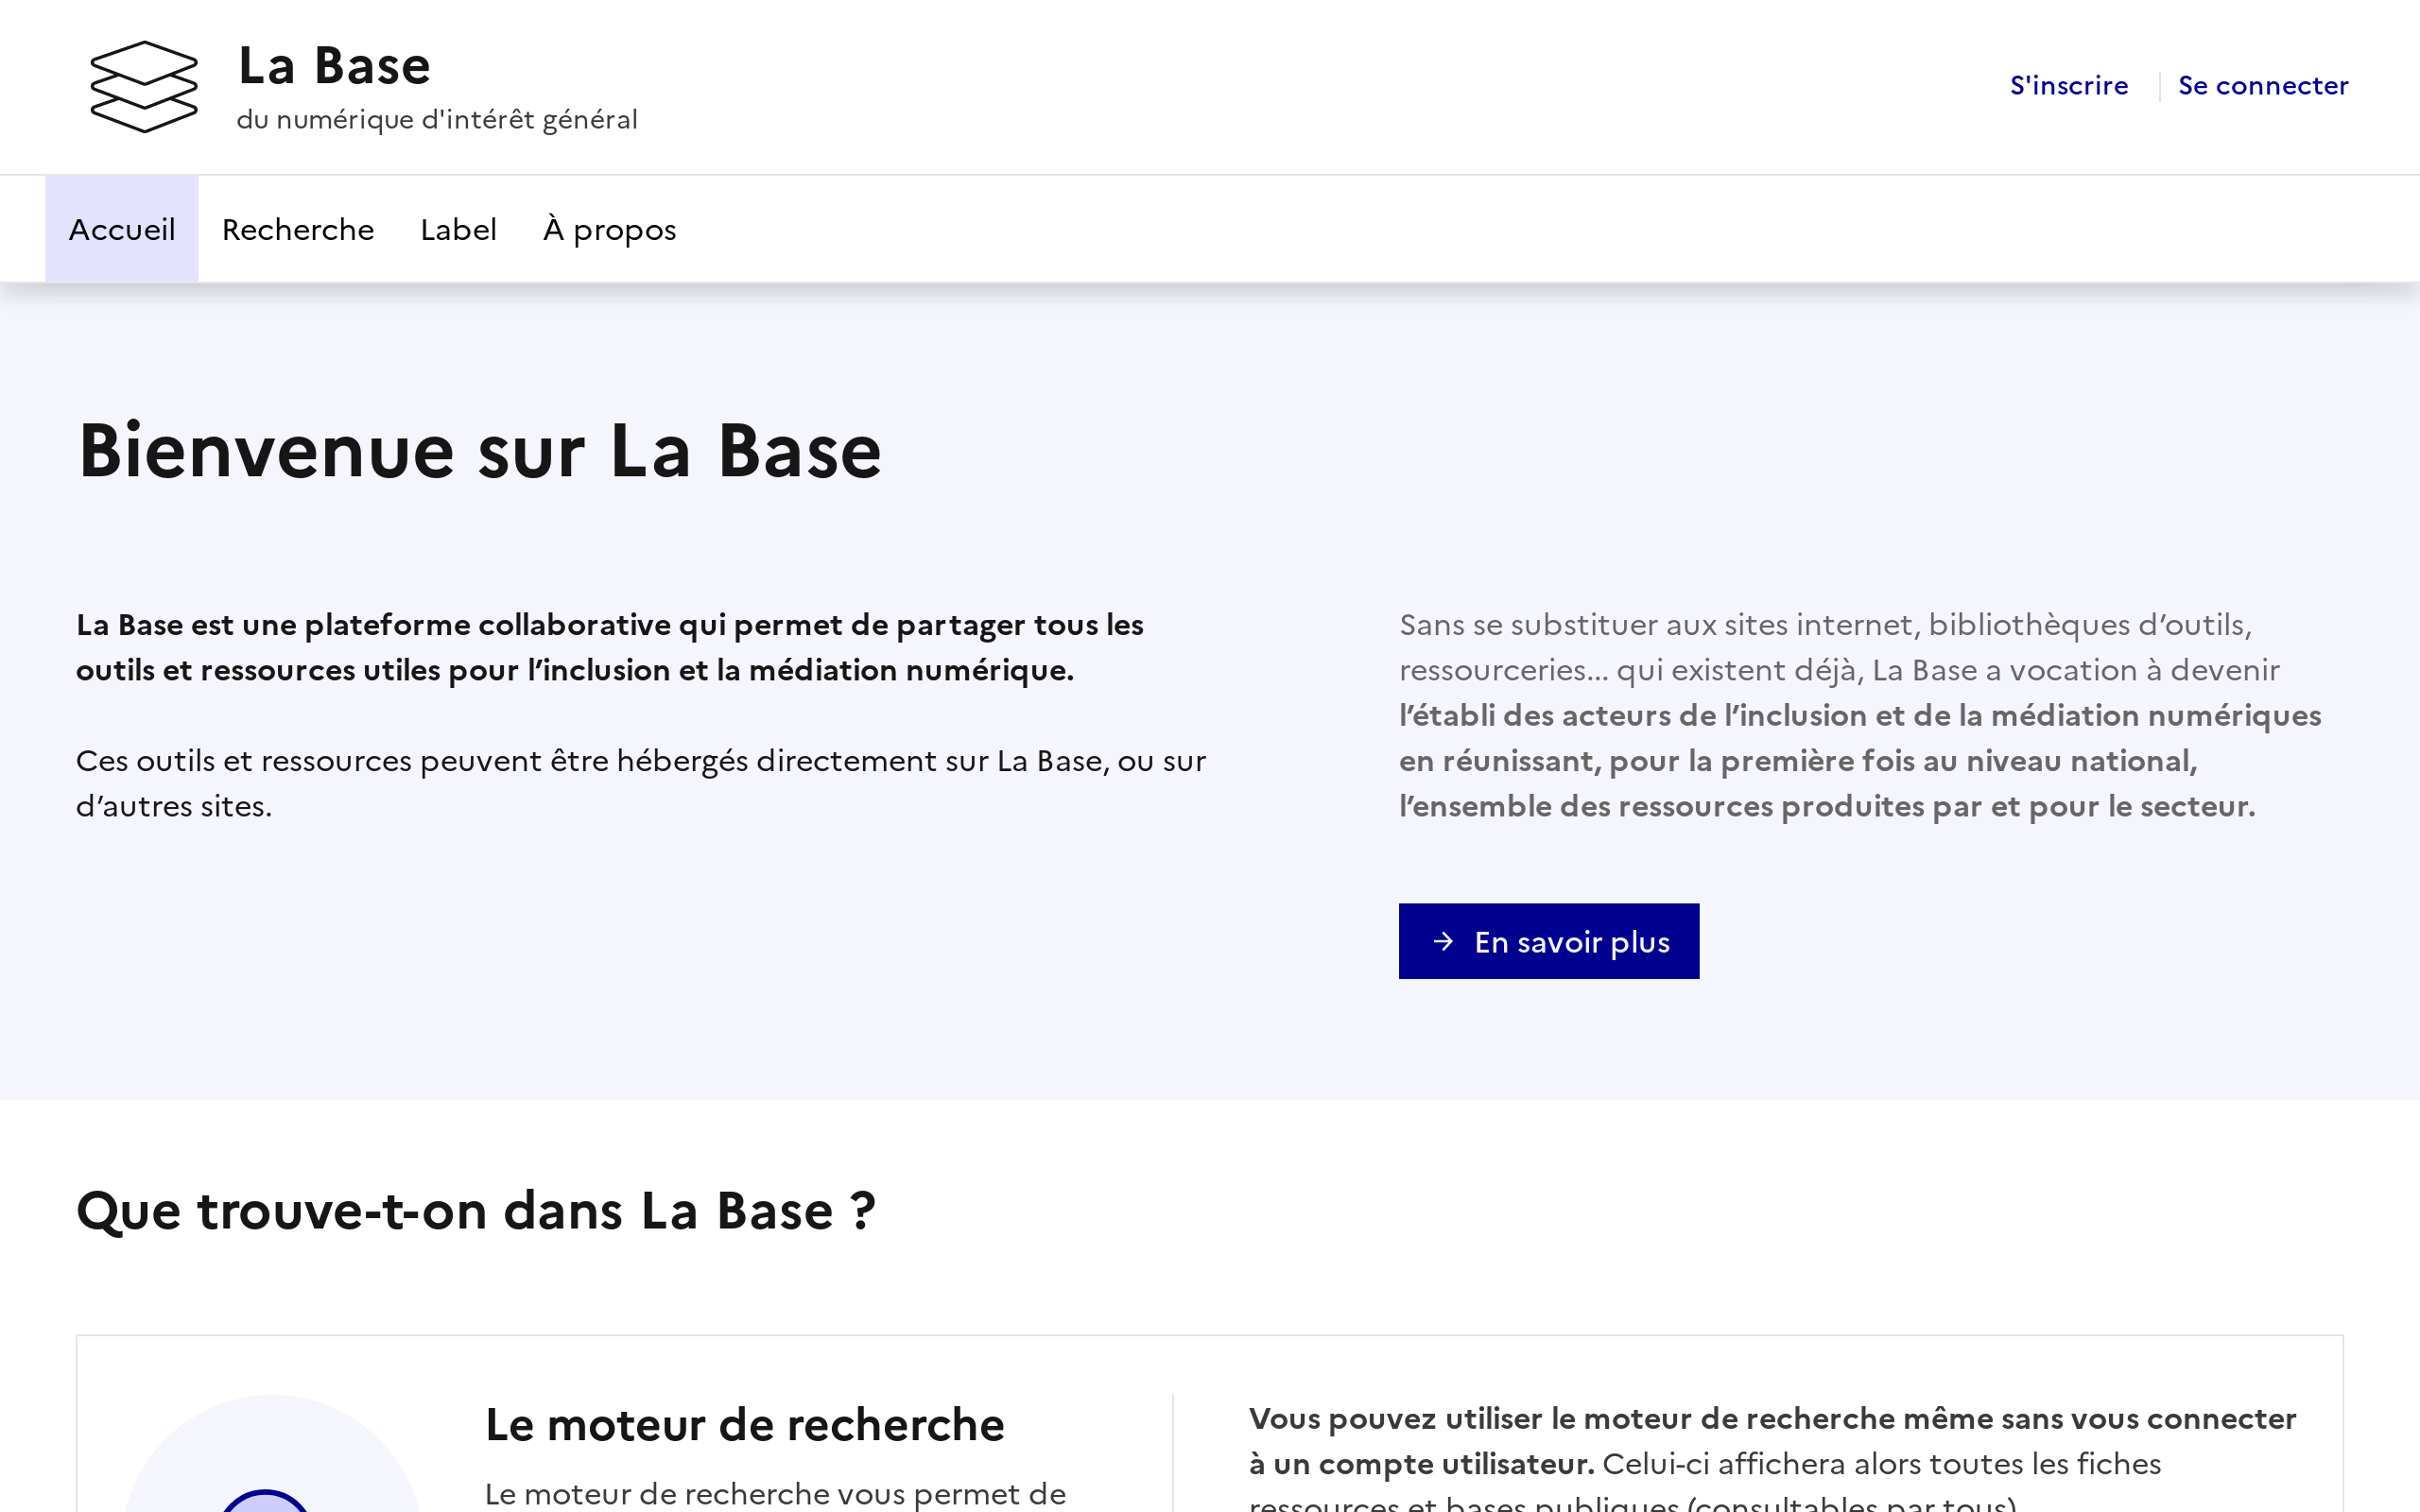 La Base
du numérique d'intérêt général
S'inscrire
Se connecter
Accueil
Recherche
Label
À propos
Bienvenue sur La Base
La Base est une plateforme collaborative qui permet de partager tous les
outils et ressources utiles pour l’inclusion et la médiation numérique.
Ces outils et ressources peuvent être hébergés directement sur La Base, ou sur
d’autres sites.
Sans se substituer aux sites internet, bibliothèques d’outils,
ressourceries... qui existent déjà, La Base a vocation à devenir
l’établi des acteurs de l’inclusion et de la médiation numériques
en réunissant, pour la première fois au niveau national,
l’ensemble des ressources produites par et pour le secteur.
En savoir plus
Que trouve-t-on dans La Base ?
Le moteur de recherche
Le moteur de recherche vous permet de
Vous pouvez utiliser le moteur de recherche même sans vous connecter
à un compte utilisateur. Celui-ci affichera alors toutes les fiches
ressources et bases publiques (consultables par tous)